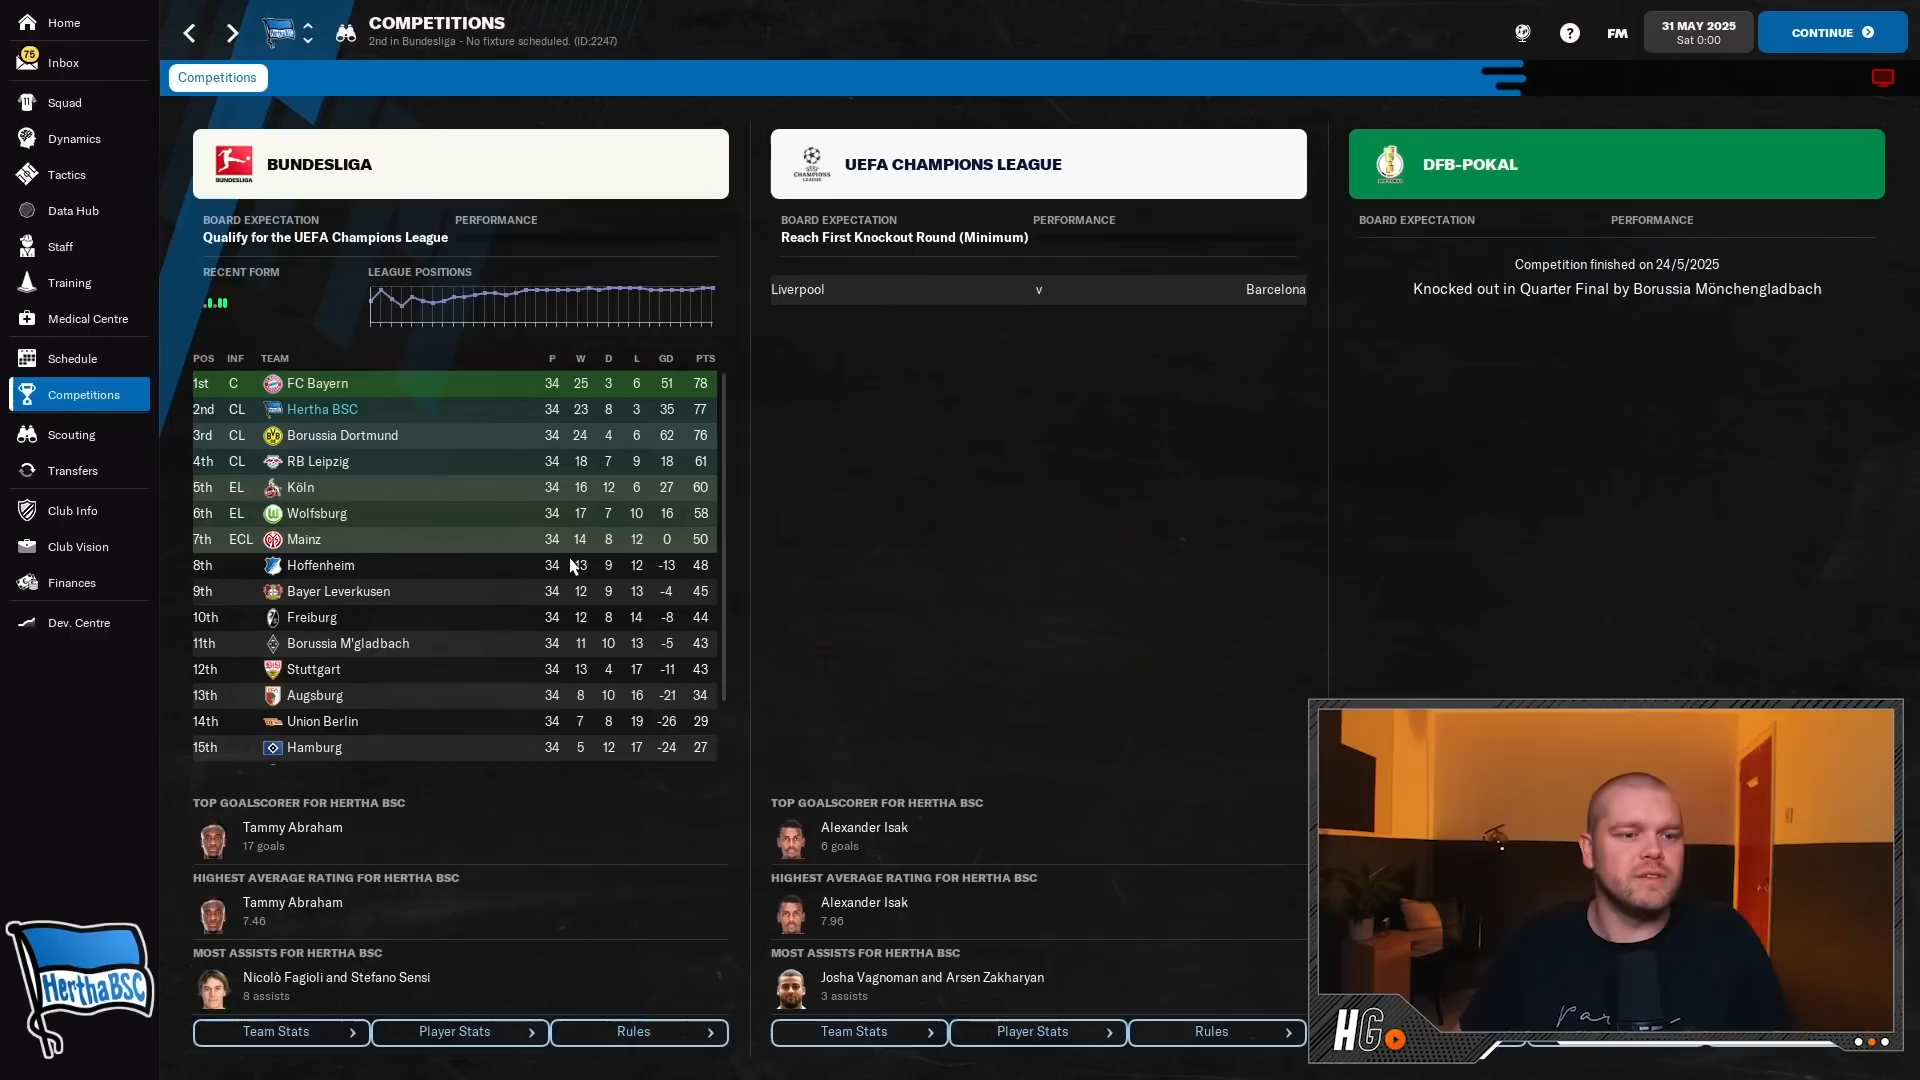 Home
75
Inbox
Squad
Dynamics
Tactics
Data Hub
Staff
Training
Medical Centre
Schedule
Competitions
Scouting
Transfers
Club Info
Club Vision
Finances
Dev. Centre
Hertha BSC
COMPETITIONS
2nd in Bundesliga - No fixture scheduled. (ID:2247)
FM
31 MAY 2025
Sat 0:00
CONTINUE
Competitions
BUNDESLIGA
BUNDESLIGA
BOARD EXPECTATION PERFORMANCE
Qualify for the UEFA Champions League
RECENT FORM LEAGUE POSITIONS
POS INF TEAM P W D L GD PTS
1st C FC Bayern 34 25 3 6 51 78
2nd CL Hertha BSC 34 23 8 3 35 77
3rd CL Borussia Dortmund 34 24 4 6 62 76
4th CL RB Leipzig 34 18 7 9 18 61
5th EL Köln 34 16 12 6 27 60
6th EL Wolfsburg 34 17 7 10 16 58
7th ECL Mainz 34 14 8 12 0 50
8th Hoffenheim 34 13 9 12 -13 48
9th Bayer Leverkusen 34 12 9 13 -4 45
10th Freiburg 34 12 8 14 -8 44
11th Borussia M'gladbach 34 11 10 13 -5 43
12th Stuttgart 34 13 4 17 -11 43
13th Augsburg 34 8 10 16 -21 34
14th Union Berlin 34 7 8 19 -26 29
15th Hamburg 34 5 12 17 -24 27
TOP GOALSCORER FOR HERTHA BSC
Tammy Abraham
17 goals
HIGHEST AVERAGE RATING FOR HERTHA BSC
Tammy Abraham
7.46
MOST ASSISTS FOR HERTHA BSC
Nicolò Fagioli and Stefano Sensi
8 assists
Team Stats Player Stats Rules
CHAMPIONS LEAGUE
UEFA CHAMPIONS LEAGUE
BOARD EXPECTATION PERFORMANCE
Reach First Knockout Round (Minimum)
Liverpool v Barcelona
TOP GOALSCORER FOR HERTHA BSC
Alexander Isak
6 goals
HIGHEST AVERAGE RATING FOR HERTHA BSC
Alexander Isak
7.96
MOST ASSISTS FOR HERTHA BSC
Josha Vagnoman and Arsen Zakharyan
3 assists
Team Stats Player Stats Rules
DFB-POKAL
BOARD EXPECTATION PERFORMANCE
Competition finished on 24/5/2025
Knocked out in Quarter Final by Borussia Mönchengladbach
HG